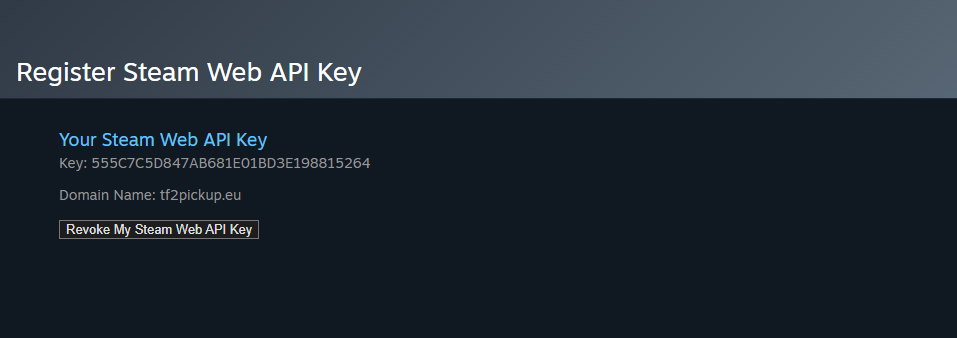 Register Steam Web API Key
Your Steam Web API Key
Key: 555C7C5D847AB681E01BD3E198815264
Domain Name: tf2pickup.eu
Revoke My Steam Web API Key